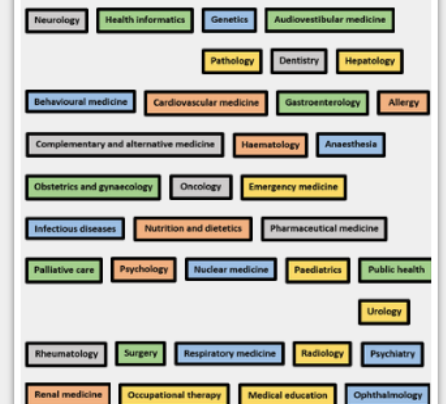 Neurology Health informatics Genetics Audiovestibular medicine
Pathology Dentistry Hepatology
Behavioural medicine Cardiovascular medicine Gastroenterology Allergy
Complementary and alternative medicine Haematology Anaesthesia
Obstetrics and gynaecology Oncology Emergency medicine
Infectious diseases Nutrition and dietetics Pharmaceutical medicine
Palliative care Psychology Nuclear medicine Paediatrics Public health
Urology
Rheumatology Surgery Respiratory medicine Radiology Psychiatry
Renal medicine Occupational therapy Medical education Ophthalmology